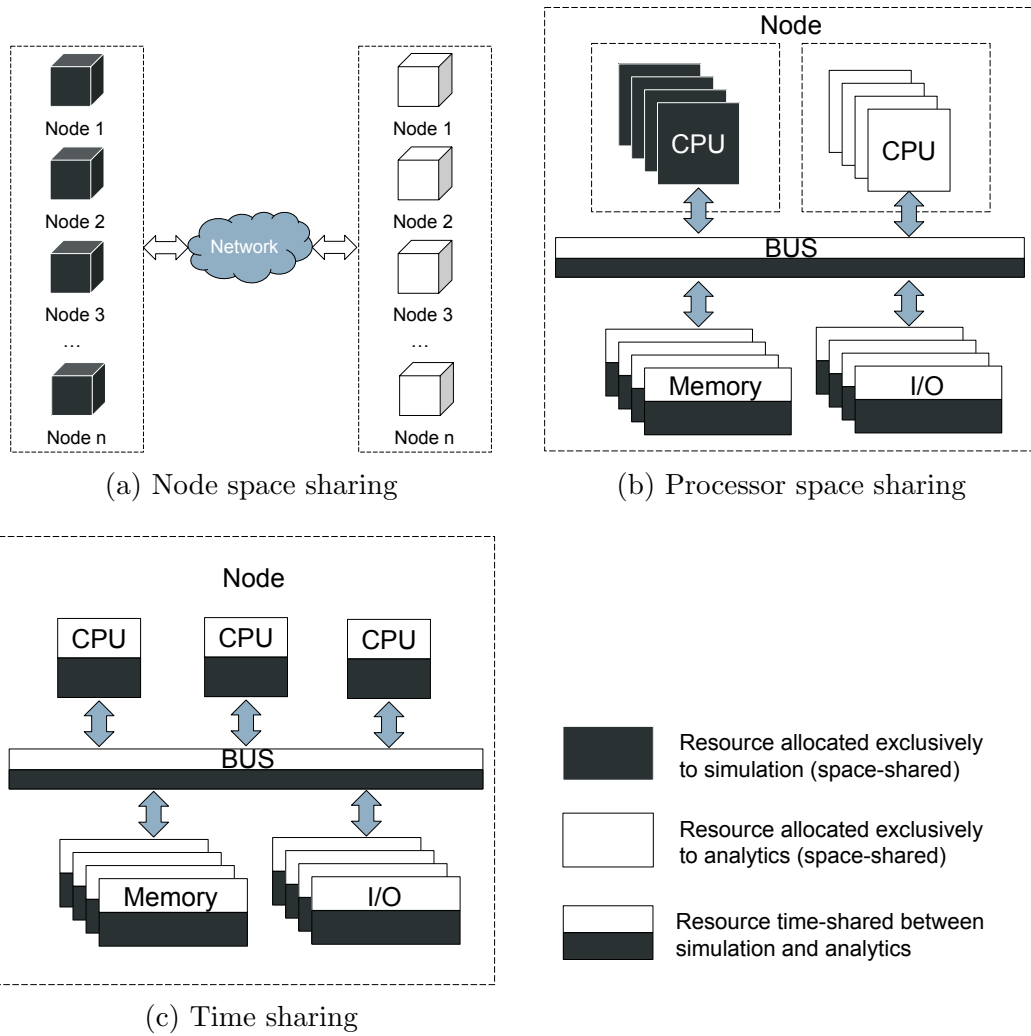 Node 1
Node 2
Node 3
…
Node n
Network
Node 1
Node 2
Node 3
…
Node n
(a) Node space sharing
Node
CPU
CPU
BUS
Memory
I/O
(b) Processor space sharing
Node
CPU
CPU
CPU
BUS
Memory
I/O
(c) Time sharing
Resource allocated exclusively
to simulation (space-shared)
Resource allocated exclusively
to analytics (space-shared)
Resource time-shared between
simulation and analytics